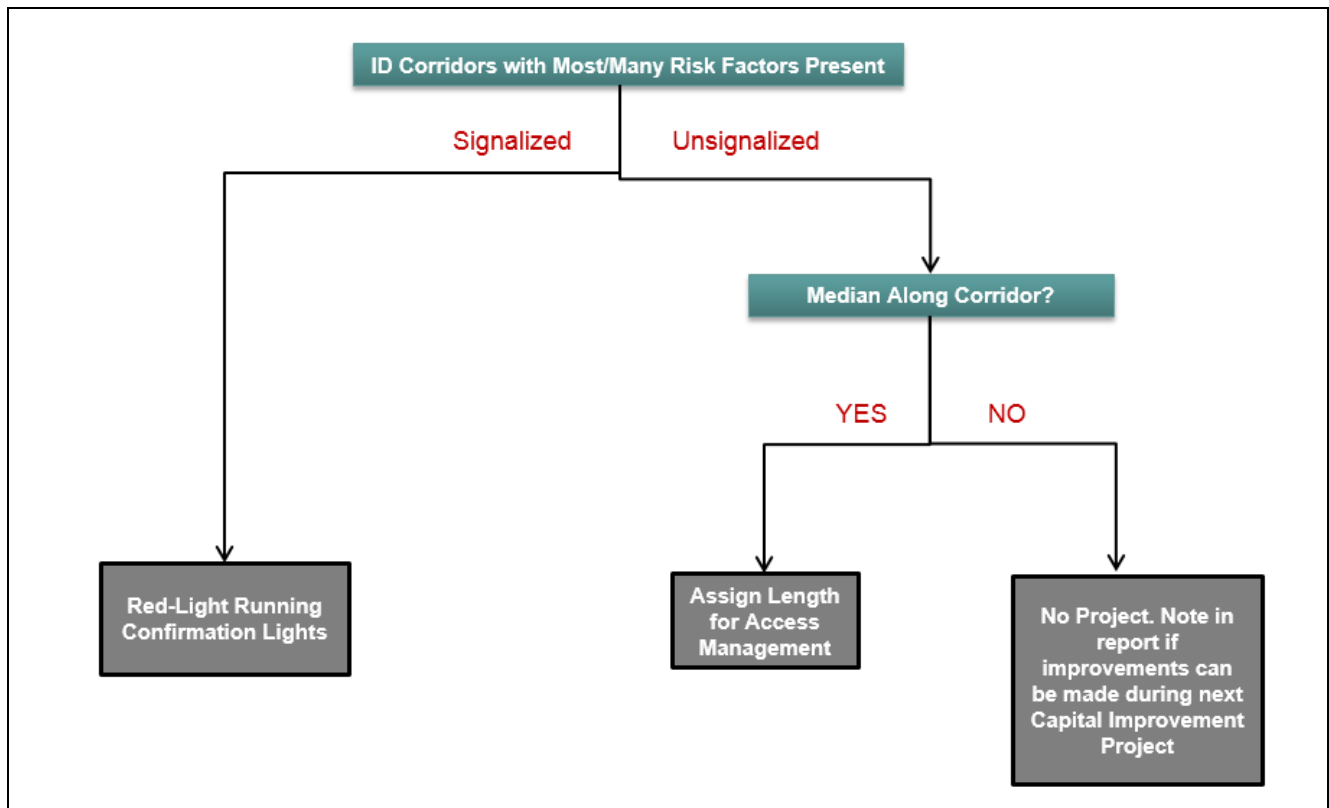 ID Corridors with Most/Many Risk Factors Present
Signalized
Unsignalized
Median Along Corridor?
YES
NO
Red-Light Running
Confirmation Lights
Assign Length
for Access
Management
No Project. Note in
report if
improvements can
be made during next
Capital Improvement
Project